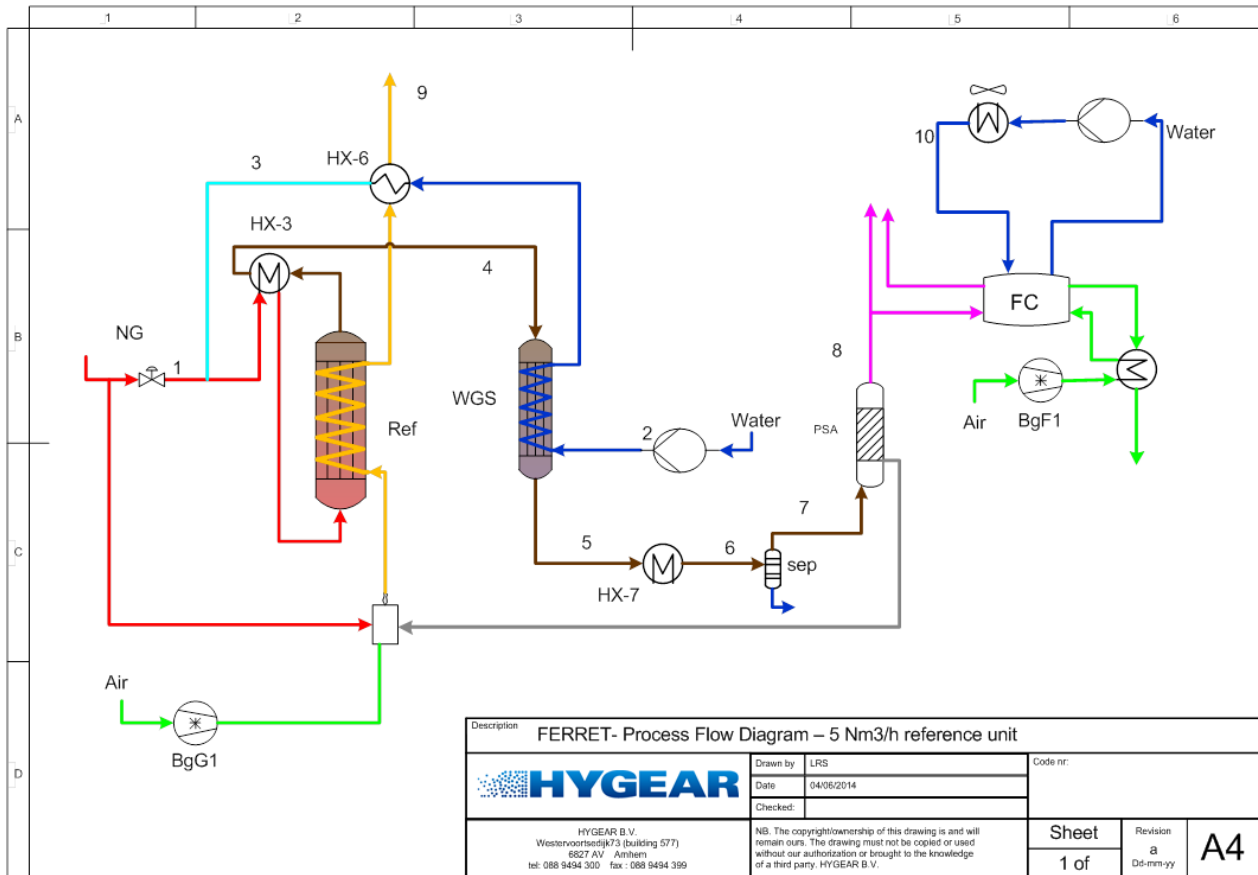 1
2
3
4
5
6
A
B
C
D
9
HX-6
3
HX-3
4
NG
1
Ref
WGS
2
Water
5
HX-7
6
sep
7
PSA
8
10
Water
FC
Air
BgF1
Air
BgG1
Description
FERRET- Process Flow Diagram – 5 Nm3/h reference unit
HYGEAR
Drawn by LRS
Date 04/06/2014
Checked:
Code nr:
HYGEAR B.V.
Westervoortsedijk73 (building 577)
6827 AV Arnhem
tel: 088 9494 300 fax : 088 9494 399
NB. The copyright/ownership of this drawing is and will
remain ours. The drawing must not be copied or used
without our authorization or brought to the knowledge
of a third party. HYGEAR B.V.
Sheet
1 of
Revision
a
Dd-mm-yy
A4